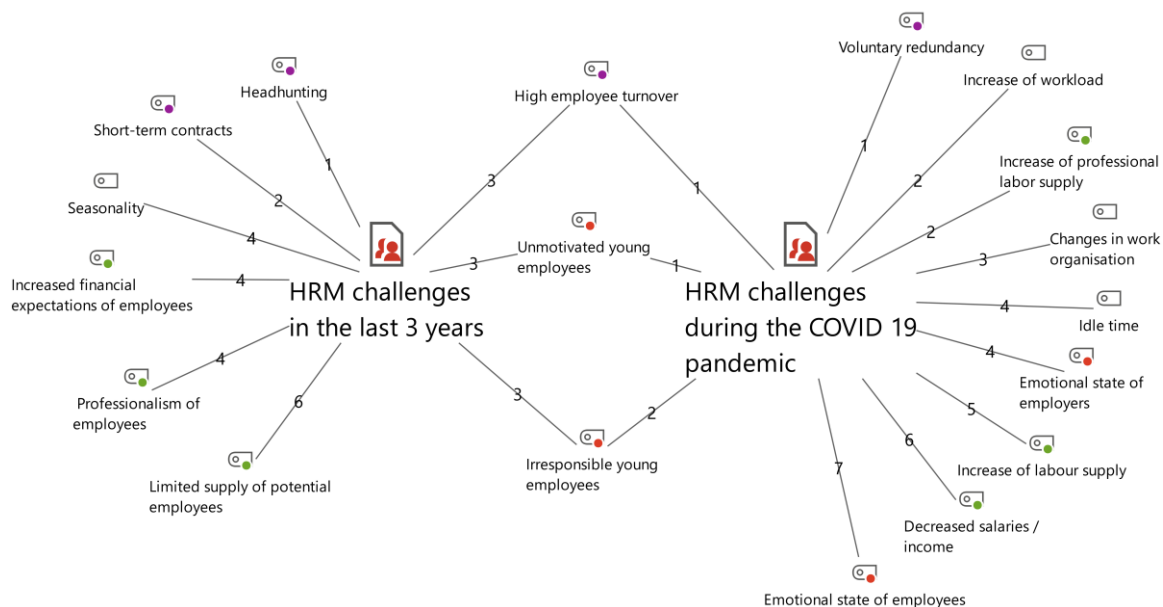 Voluntary redundancy
Headhunting
High employee turnover
Increase of workload
Short-term contracts
1
1
2
Increase of professional
labor supply
Seasonality
2
3
1
2
Unmotivated young
employees
Changes in work
organisation
4
3
1
3
Increased financial
expectations of employees
4
HRM challenges
in the last 3 years
HRM challenges
during the COVID 19
pandemic
4
Idle time
4
4
Emotional state of
employers
Professionalism of
employees
6
3
2
5
Irresponsible young
employees
Increase of labour supply
6
Limited supply of potential
employees
7
Decreased salaries /
income
Emotional state of employees